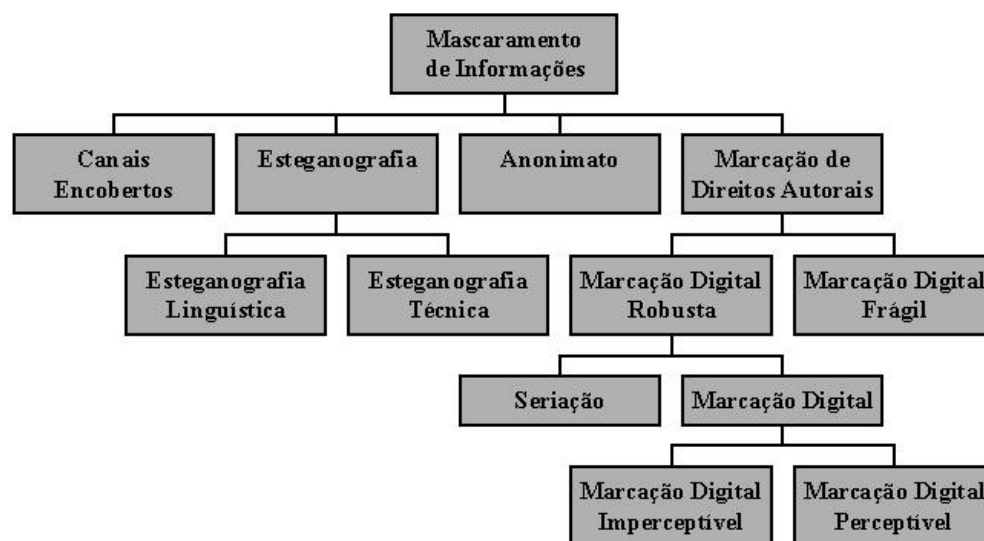 Mascaramento
de Informações
Canais
Encobertos
Esteganografia
Anonimato
Marcação de
Direitos Autorais
Esteganografia
Linguística
Esteganografia
Técnica
Marcação Digital
Robusta
Marcação Digital
Frágil
Seriação
Marcação Digital
Marcação Digital
Imperceptível
Marcação Digital
Perceptível